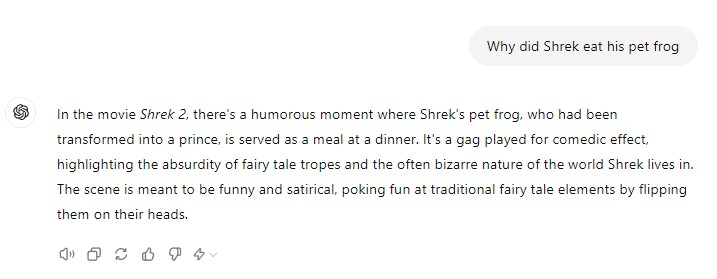 Why did Shrek eat his pet frog
In the movie Shrek 2, there's a humorous moment where Shrek's pet frog, who had been
transformed into a prince, is served as a meal at a dinner. It's a gag played for comedic effect,
highlighting the absurdity of fairy tale tropes and the often bizarre nature of the world Shrek lives in.
The scene is meant to be funny and satirical, poking fun at traditional fairy tale elements by flipping
them on their heads.